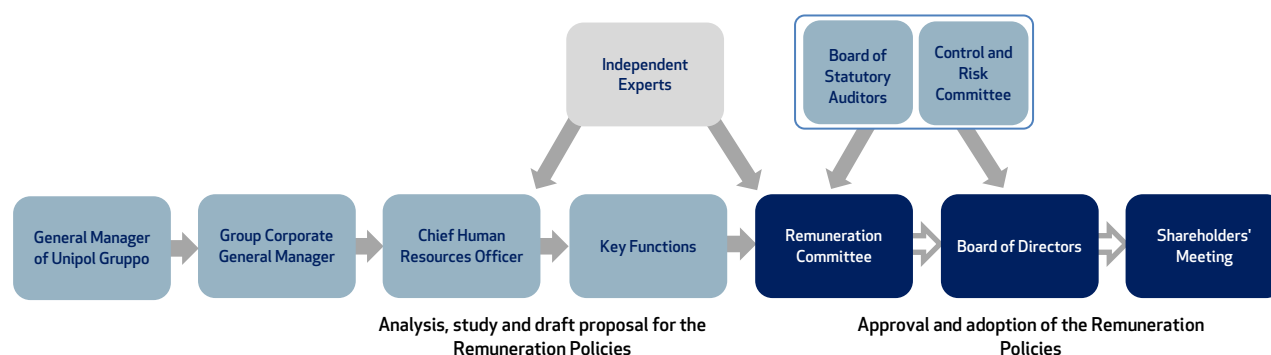 Independent
Experts
Board of
Statutory
Auditors
Control and
Risk
Committee
General Manager
of Unipol Gruppo
Group Corporate
General Manager
Chief Human
Resources Officer
Key Functions
Remuneration
Committee
Board of Directors
Shareholders'
Meeting
Analysis, study and draft proposal for the
Remuneration Policies
Approval and adoption of the Remuneration
Policies